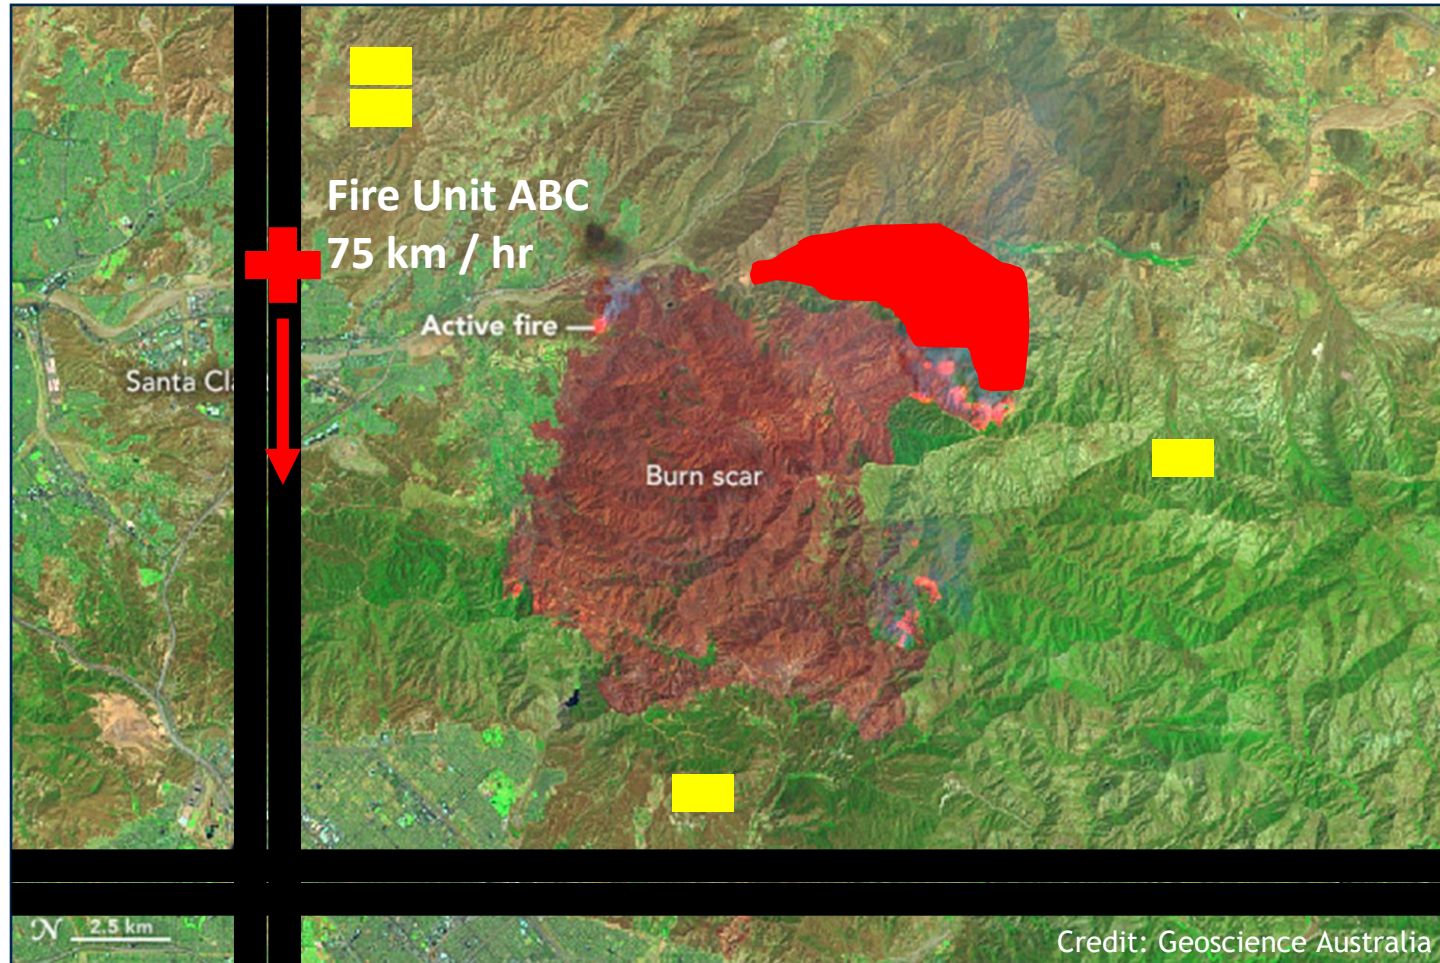 Fire Unit ABC
75 km / hr
Active fire
Santa Cl
Burn scar
N 2.5 km
Credit: Geoscience Australia